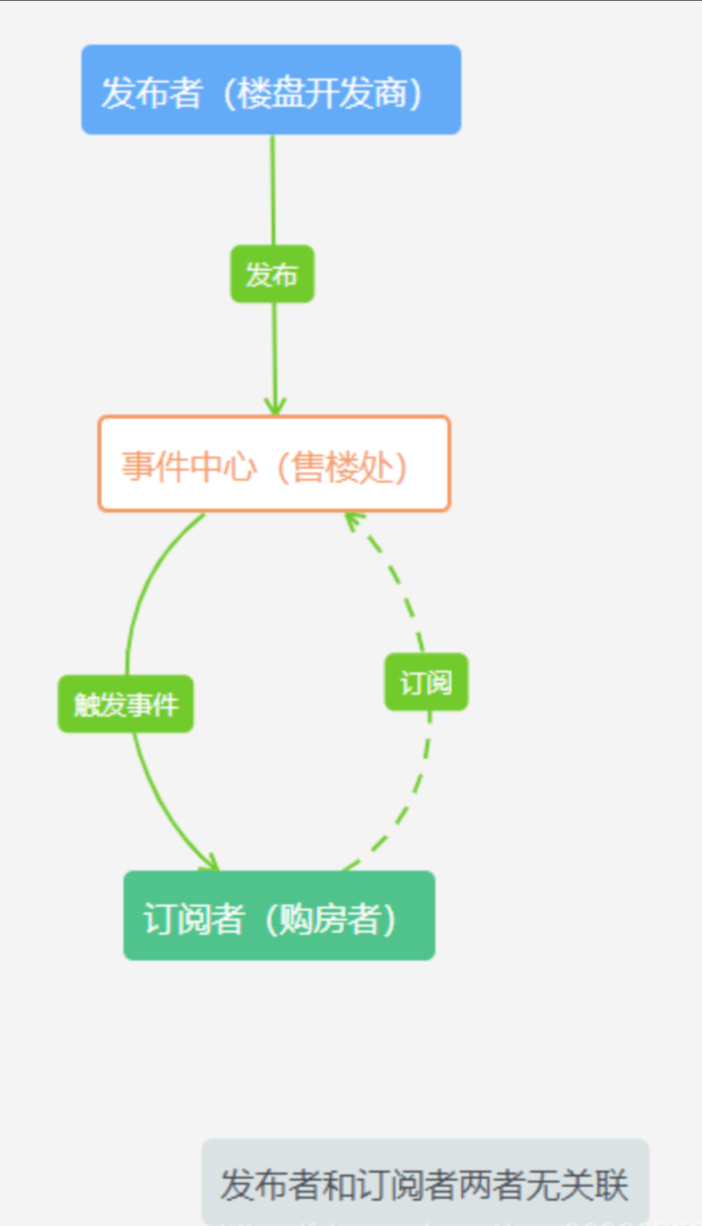 发布者（楼盘开发商）
发布
事件中心（售楼处）
触发事件
订阅
订阅者（购房者）
发布者和订阅者两者无关联